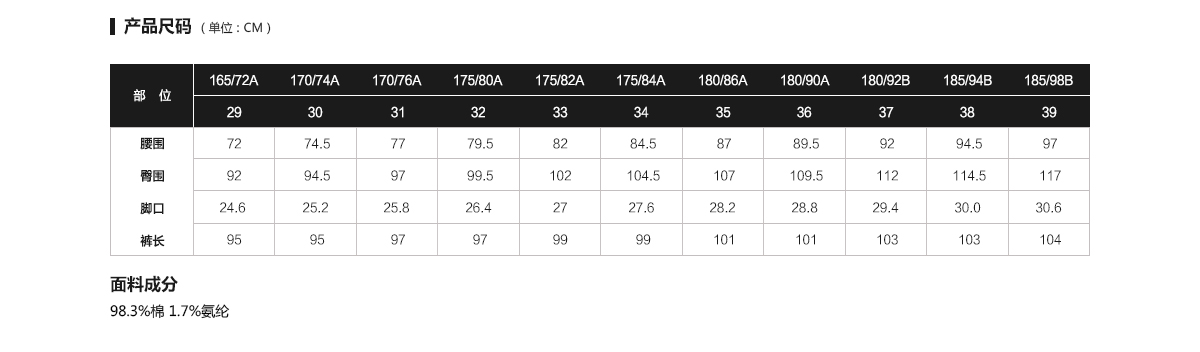 产品尺码 （单位：CM）
部 位 165/72A 170/74A 170/76A 175/80A 175/82A 175/84A 180/86A 180/90A 180/92B 185/94B 185/98B
29 30 31 32 33 34 35 36 37 38 39
腰围 72 74.5 77 79.5 82 84.5 87 89.5 92 94.5 97
臀围 92 94.5 97 99.5 102 104.5 107 109.5 112 114.5 117
脚口 24.6 25.2 25.8 26.4 27 27.6 28.2 28.8 29.4 30.0 30.6
裤长 95 95 97 97 99 99 101 101 103 103 104
面料成分
98.3%棉 1.7%氨纶